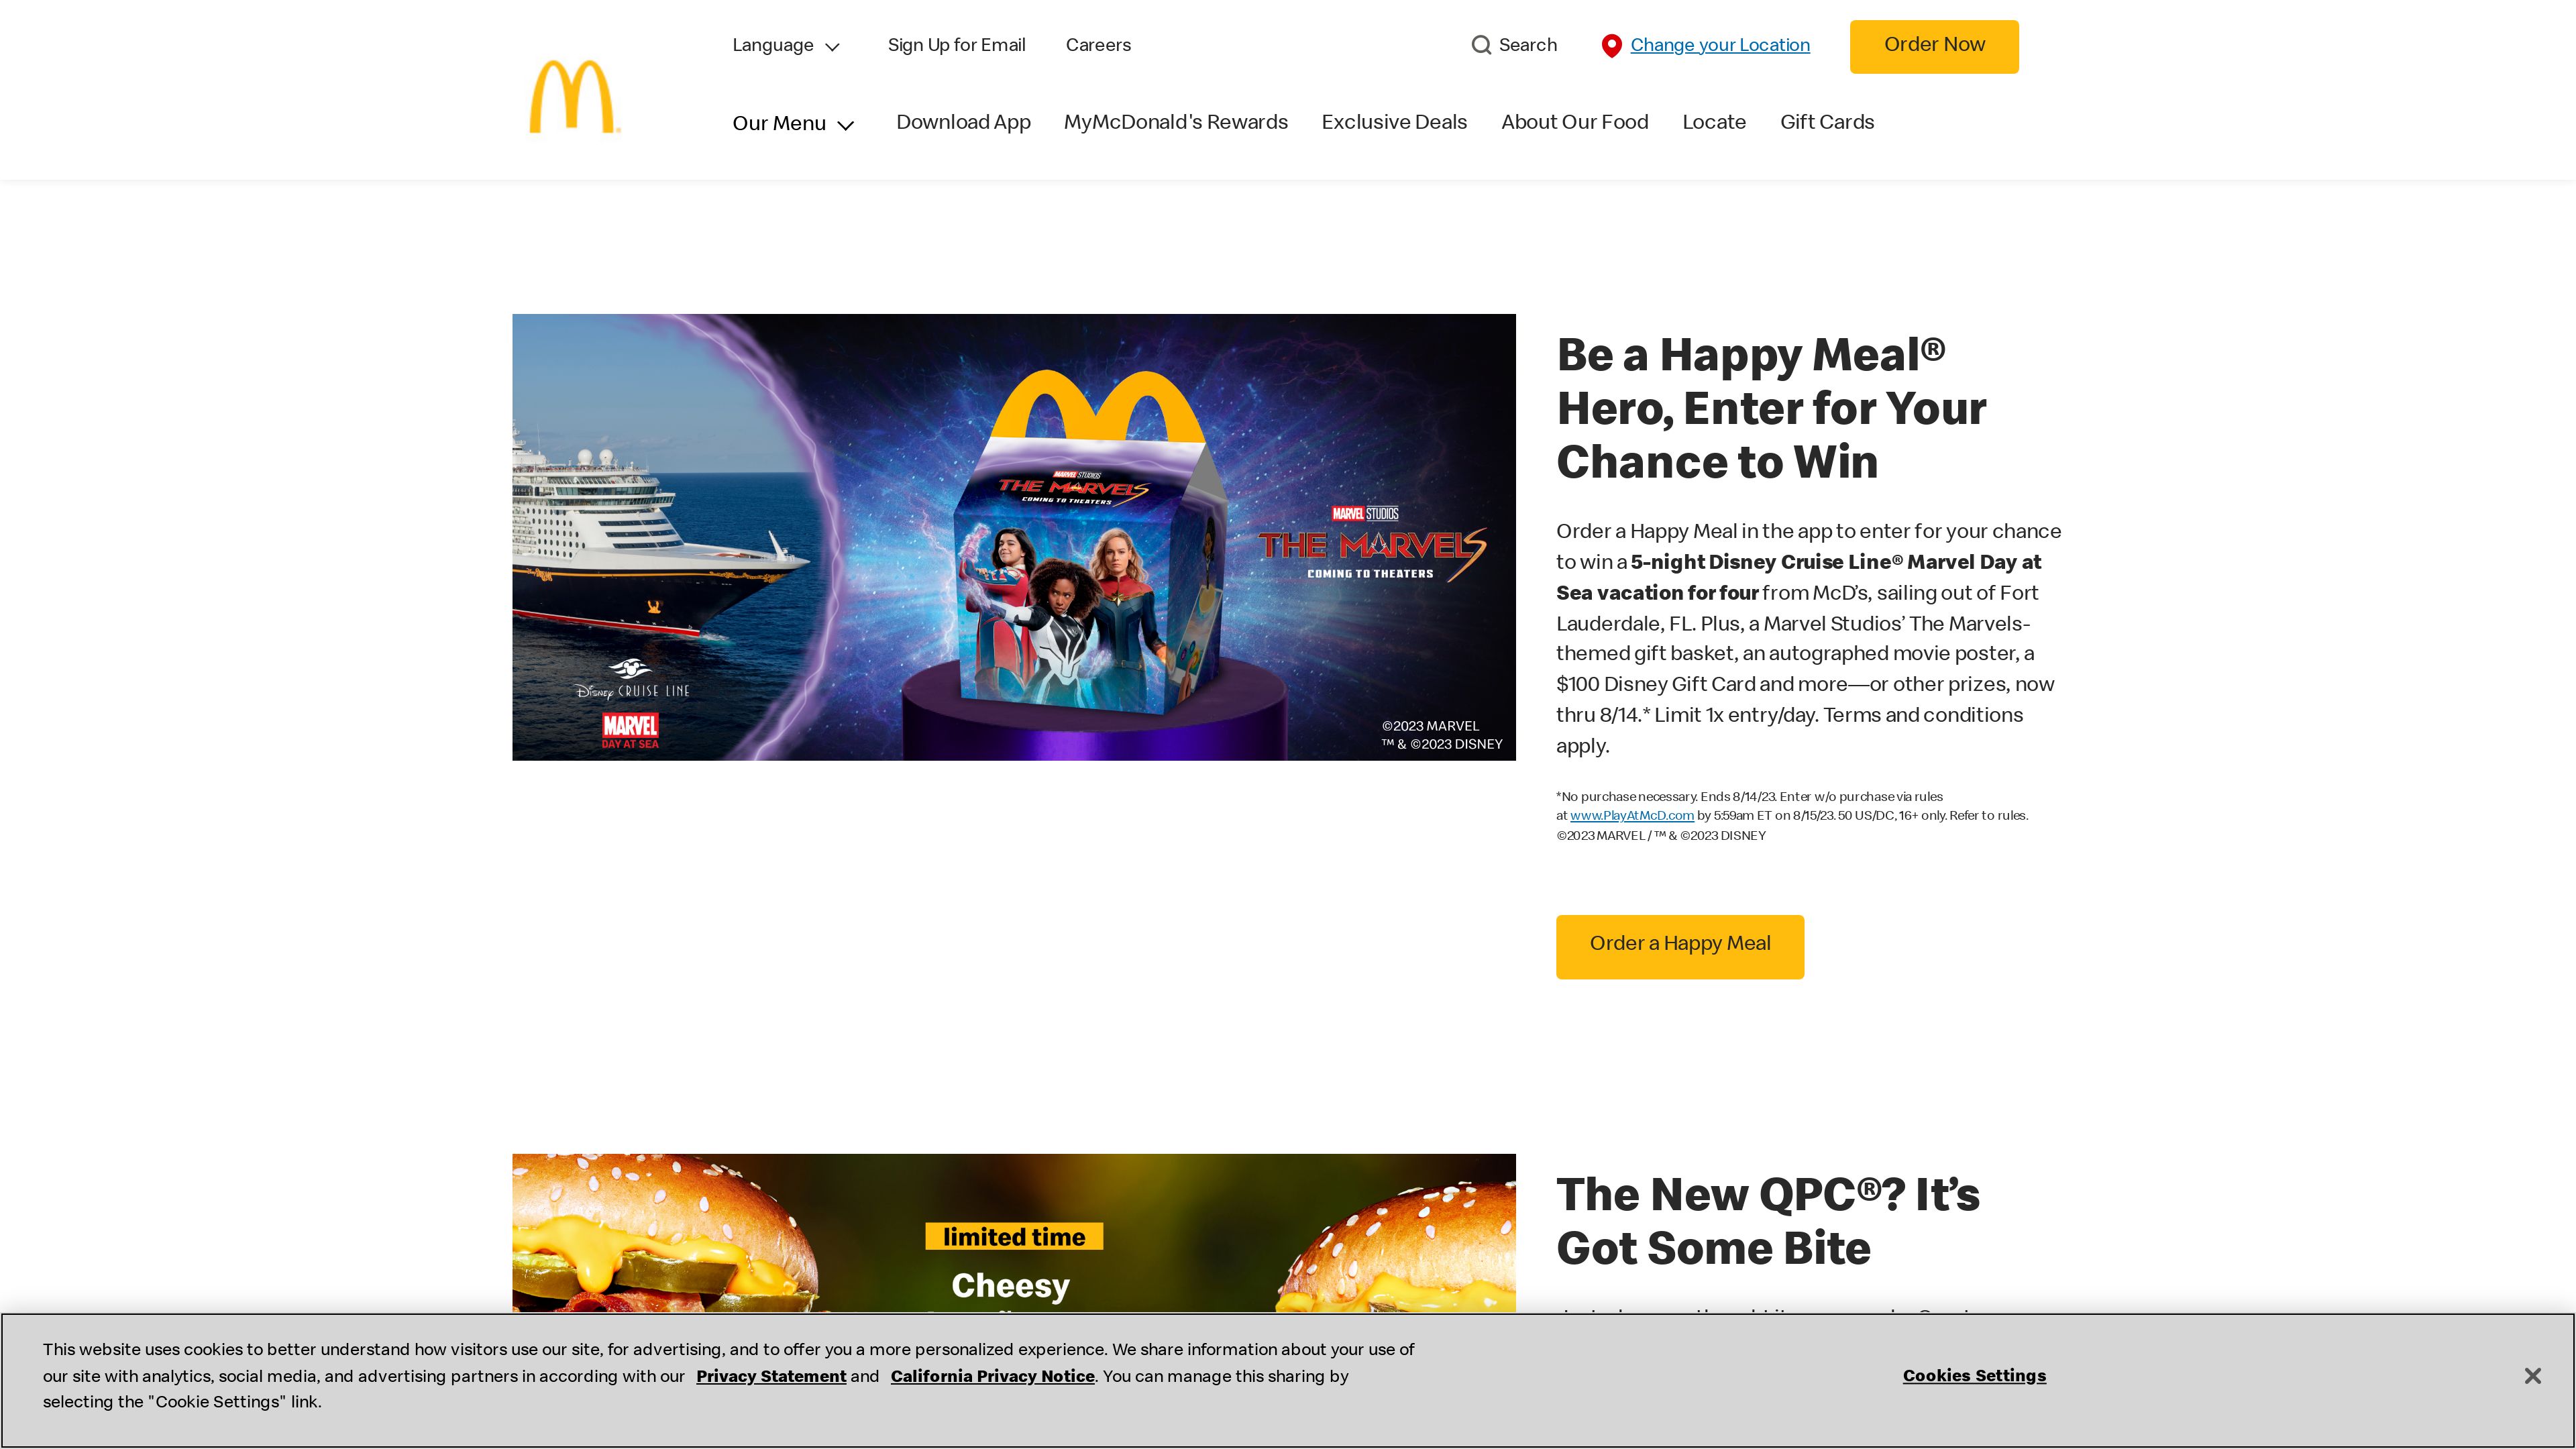 Language
Sign Up for Email
Careers
Search
Change your Location
Order Now
Our Menu
Download App
MyMcDonald's Rewards
Exclusive Deals
About Our Food
Locate
Gift Cards
MARVEL STUDIOS
THE MARVELS
COMING TO THEATERS
MARVEL STUDIOS
THE MARVELS
COMING TO THEATERS
Disney CRUISE LINE
MARVEL
DAY AT SEA
©2023 MARVEL
™ & ©2023 DISNEY
Be a Happy Meal®
Hero, Enter for Your
Chance to Win
Order a Happy Meal in the app to enter for your chance
to win a 5-night Disney Cruise Line® Marvel Day at
Sea vacation for four from McD’s, sailing out of Fort
Lauderdale, FL. Plus, a Marvel Studios’ The Marvels-
themed gift basket, an autographed movie poster, a
$100 Disney Gift Card and more—or other prizes, now
thru 8/14.* Limit 1x entry/day. Terms and conditions
apply.
*No purchase necessary. Ends 8/14/23. Enter w/o purchase via rules
at www.PlayAtMcD.com by 5:59am ET on 8/15/23. 50 US/DC, 16+ only. Refer to rules.
©2023 MARVEL / ™ & ©2023 DISNEY
Order a Happy Meal
limited time
Cheesy
The New QPC®? It’s
Got Some Bite
This website uses cookies to better understand how visitors use our site, for advertising, and to offer you a more personalized experience. We share information about your use of
our site with analytics, social media, and advertising partners in according with our Privacy Statement and California Privacy Notice. You can manage this sharing by
selecting the "Cookie Settings" link.
Cookies Settings